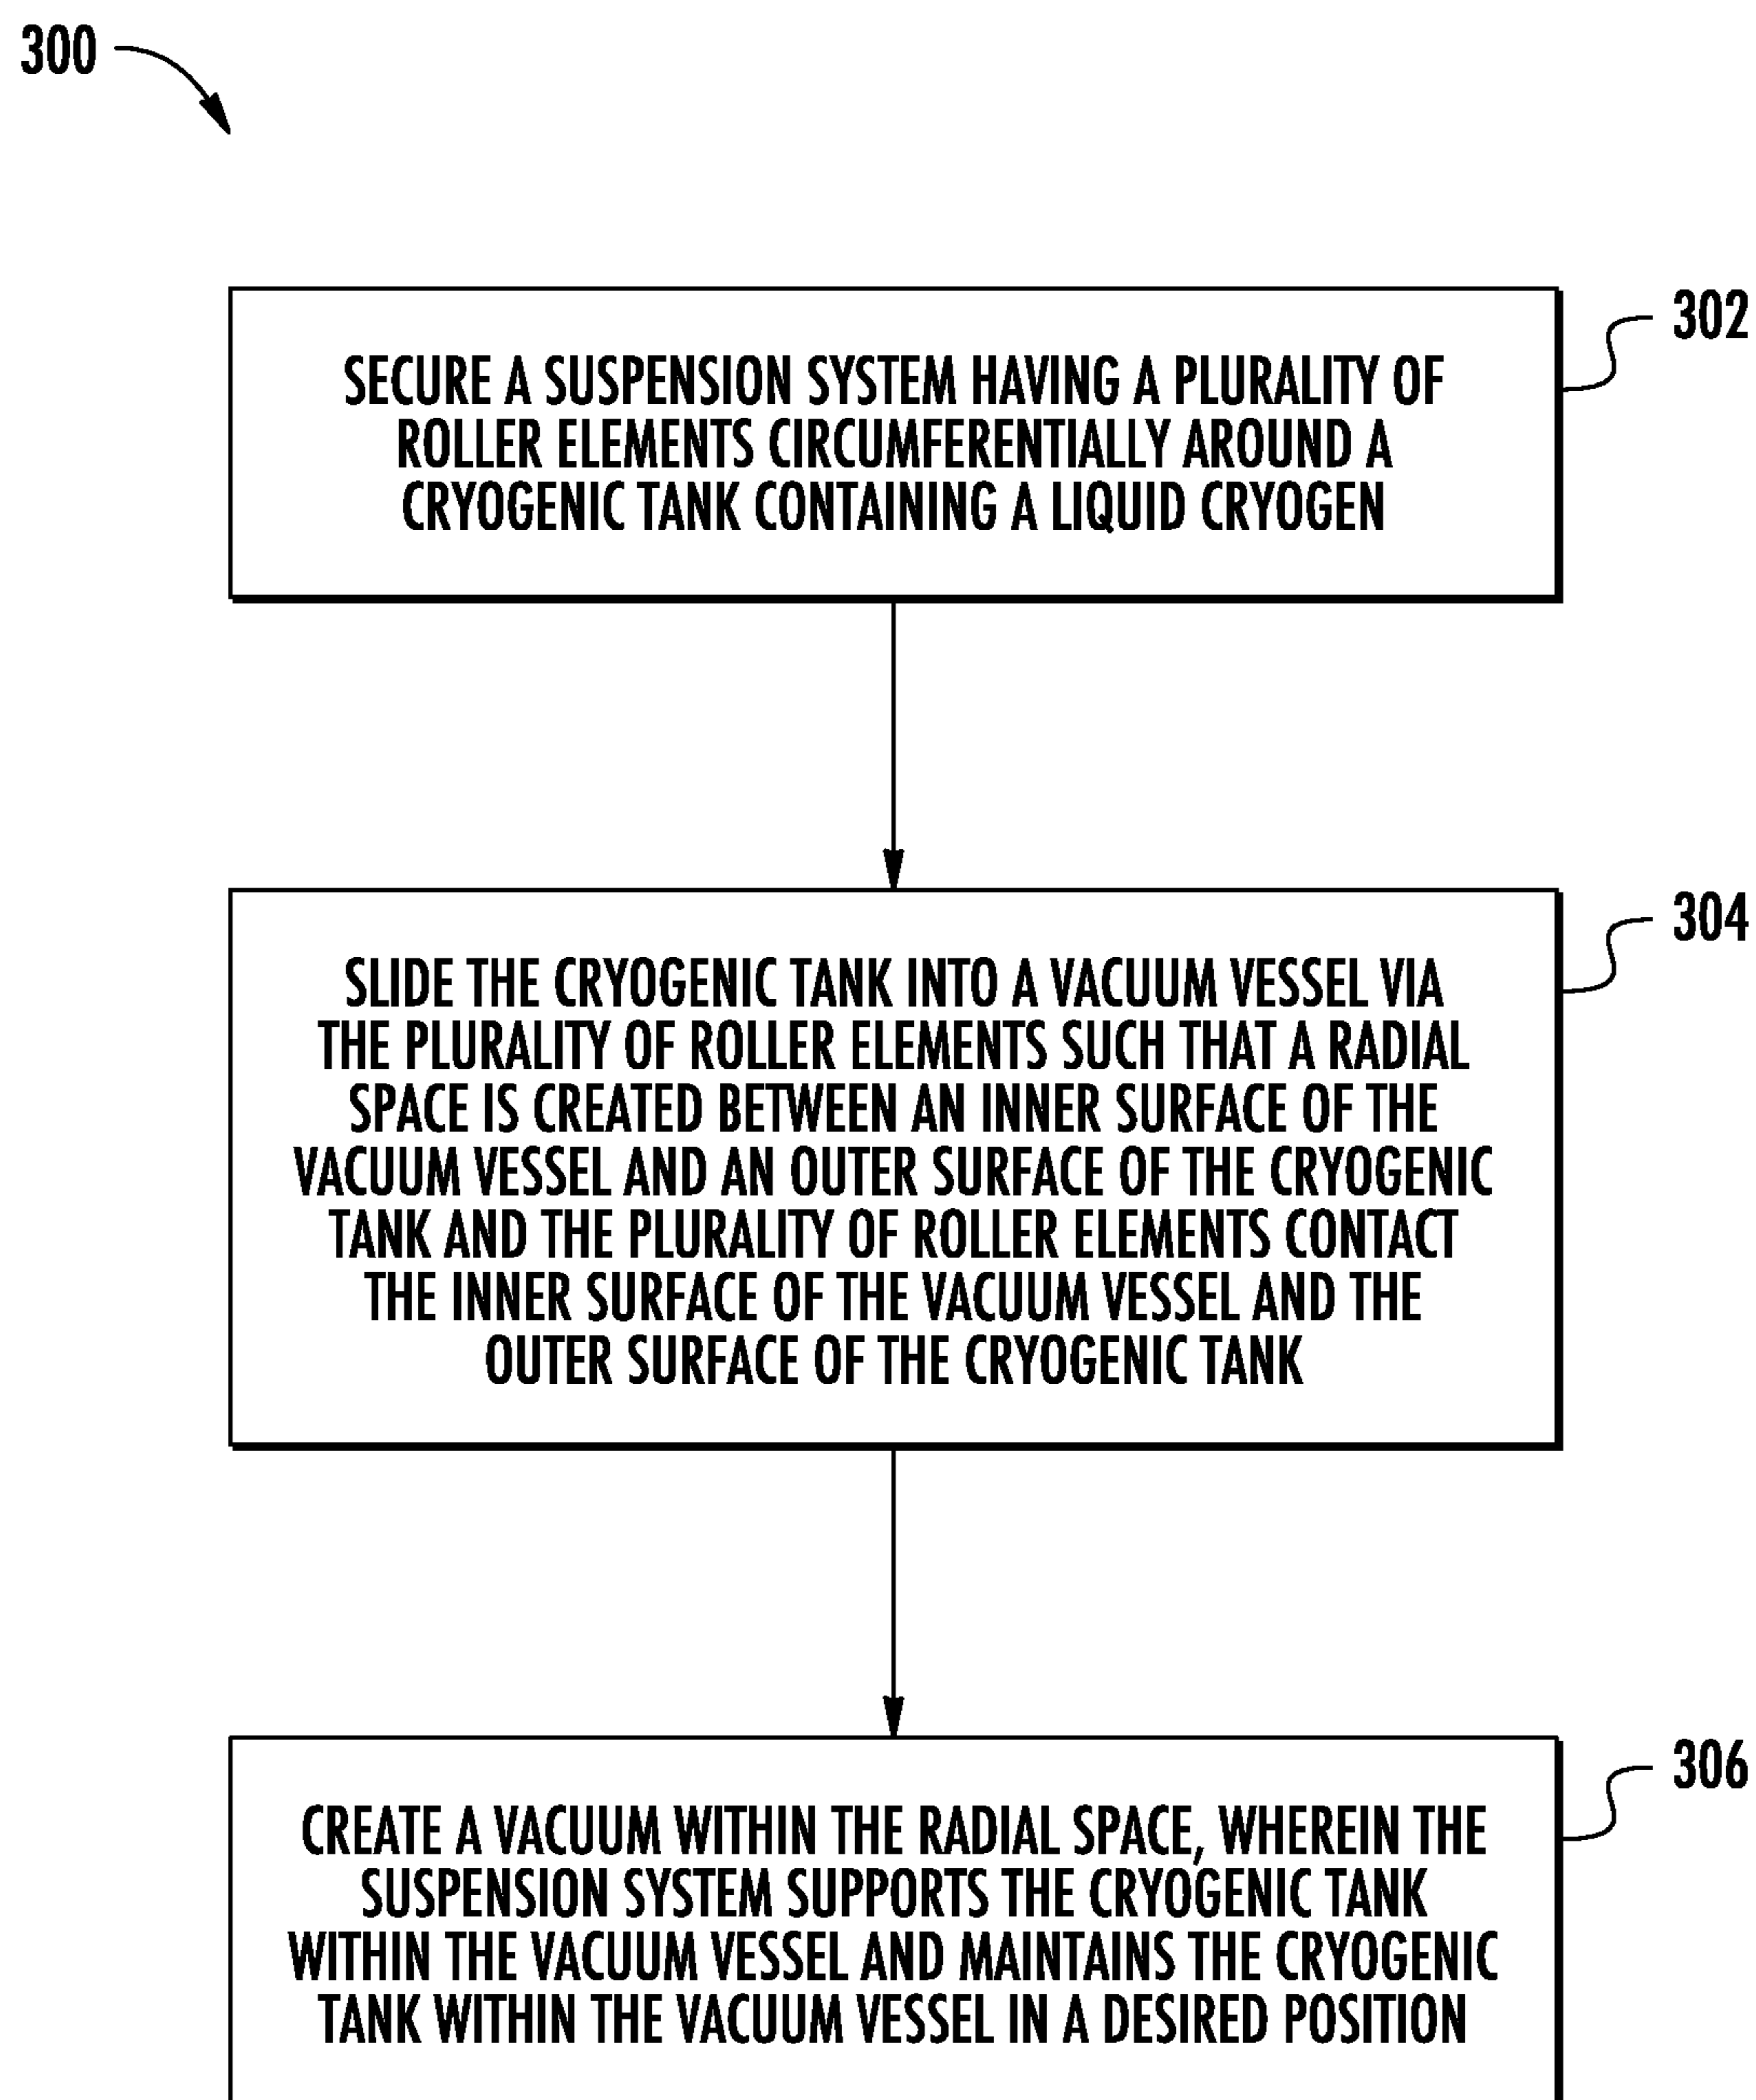 300
302
SECURE A SUSPENSION SYSTEM HAVING A PLURALITY OF
ROLLER ELEMENTS CIRCUMFERENTIALLY AROUND A
CRYOGENIC TANK CONTAINING A LIQUID CRYOGEN
304
SLIDE THE CRYOGENIC TANK INTO A VACUUM VESSEL VIA
THE PLURALITY OF ROLLER ELEMENTS SUCH THAT A RADIAL
SPACE IS CREATED BETWEEN AN INNER SURFACE OF THE
VACUUM VESSEL AND AN OUTER SURFACE OF THE CRYOGENIC
TANK AND THE PLURALITY OF ROLLER ELEMENTS CONTACT
THE INNER SURFACE OF THE VACUUM VESSEL AND THE
OUTER SURFACE OF THE CRYOGENIC TANK
306
CREATE A VACUUM WITHIN THE RADIAL SPACE, WHEREIN THE
SUSPENSION SYSTEM SUPPORTS THE CRYOGENIC TANK
WITHIN THE VACUUM VESSEL AND MAINTAINS THE CRYOGENIC
TANK WITHIN THE VACUUM VESSEL IN A DESIRED POSITION